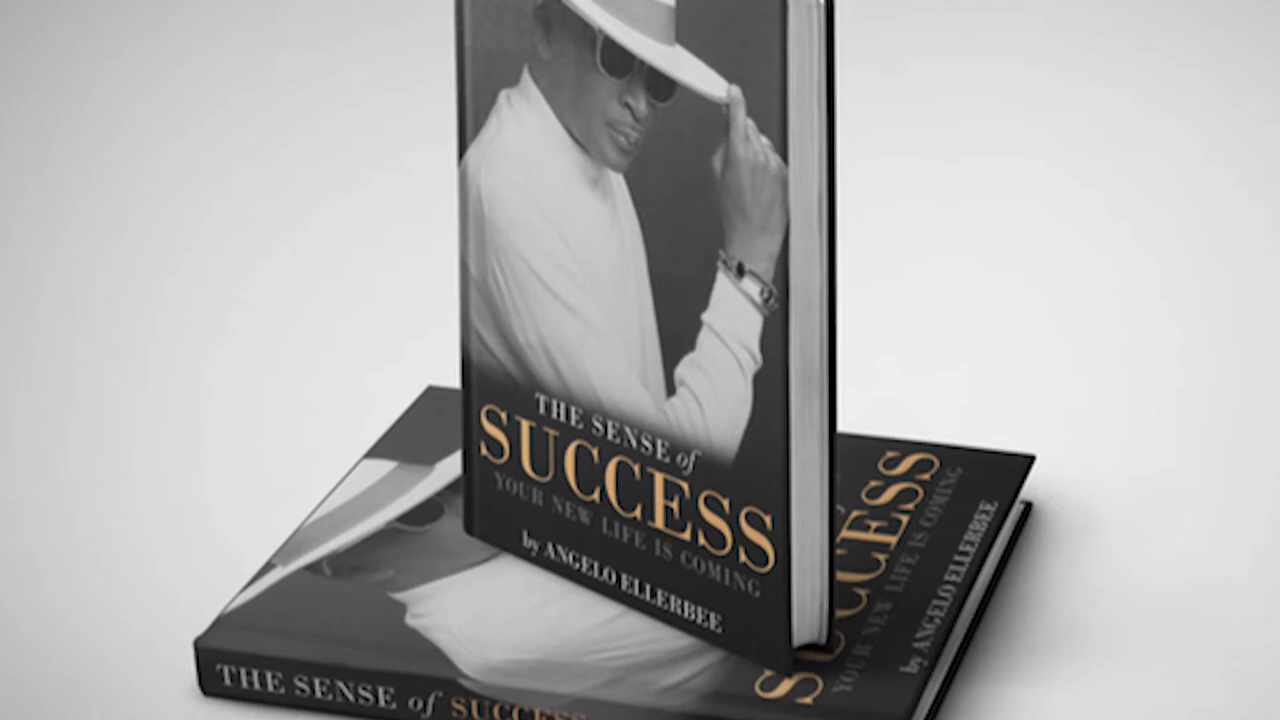 THE SENSE of
SUCCESS
YOUR NEW LIFE IS COMING
by ANGELO ELLERBEE
SUCCESS
YOUR NEW LIFE IS COMING
by ANGELO ELLERBEE
THE SENSE of SUCCESS